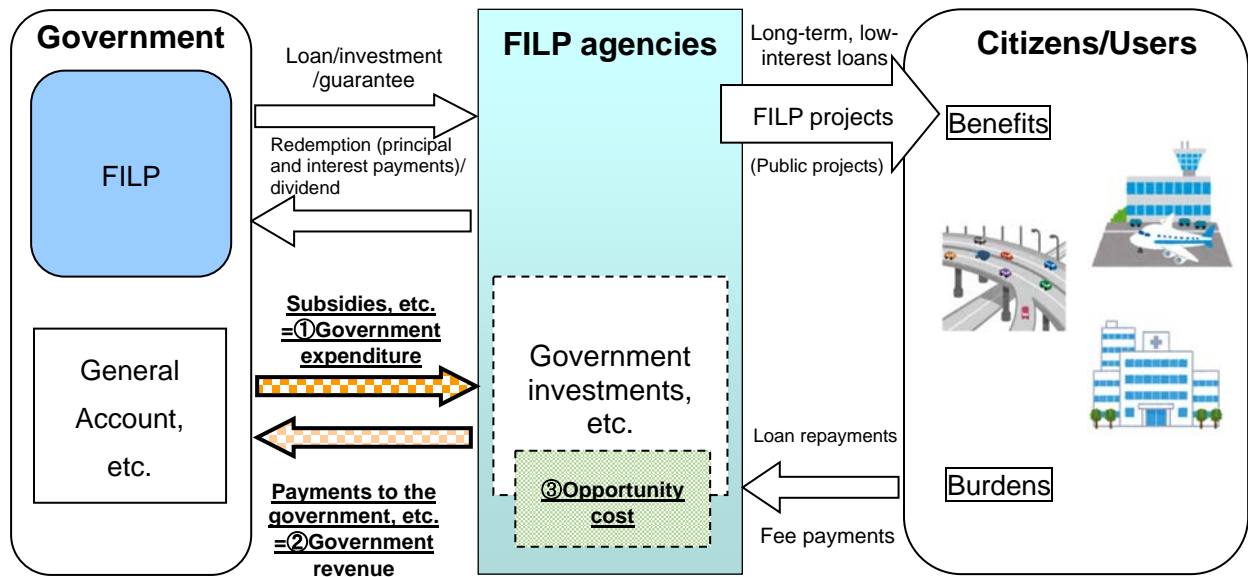 Government
FILP
General
Account,
etc.
Loan/investment
/guarantee
Redemption (principal
and interest payments)/
dividend
Subsidies, etc.
=①Government
expenditure
Payments to the
government, etc.
=②Government
revenue
FILP agencies
Government
investments,
etc.
③Opportunity
cost
Long-term, low-
interest loans
FILP projects
(Public projects)
Loan repayments
Fee payments
Citizens/Users
Benefits
Burdens